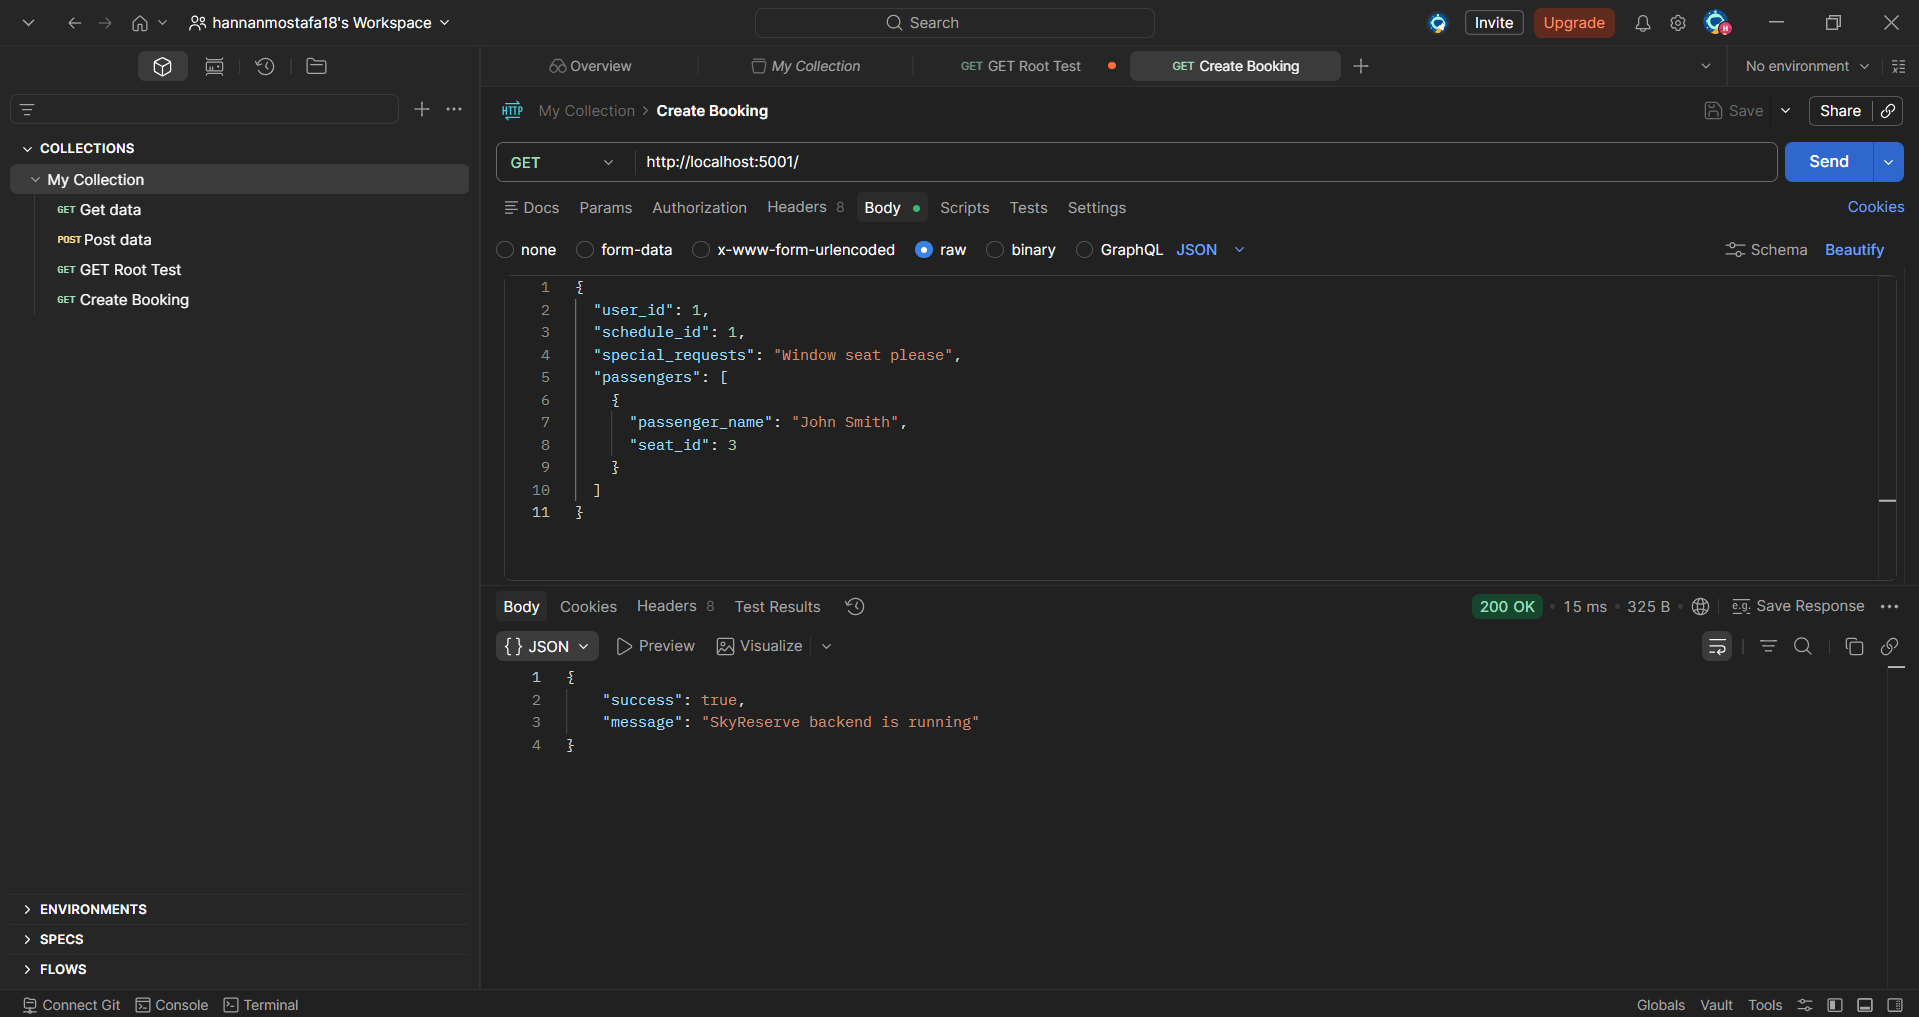 hannanmostafa18's Workspace
Search
Invite
Upgrade
H
Overview
My Collection
GET GET Root Test
GET Create Booking
No environment
HTTP My Collection > Create Booking
Save
Share
COLLECTIONS
My Collection
GET Get data
POST Post data
GET GET Root Test
GET Create Booking
GET
http://localhost:5001/
Send
Docs Params Authorization Headers 8 Body Scripts Tests Settings
Cookies
none form-data x-www-form-urlencoded raw binary GraphQL JSON
Schema Beautify
1 {
2 "user_id": 1,
3 "schedule_id": 1,
4 "special_requests": "Window seat please",
5 "passengers": [
6 {
7 "passenger_name": "John Smith",
8 "seat_id": 3
9 }
10 ]
11 }
Body Cookies Headers 8 Test Results
200 OK • 15 ms • 325 B
e.g. Save Response
{} JSON Preview Visualize
1 {
2 "success": true,
3 "message": "SkyReserve backend is running"
4 }
ENVIRONMENTS
SPECS
FLOWS
Connect Git Console Terminal
Globals Vault Tools